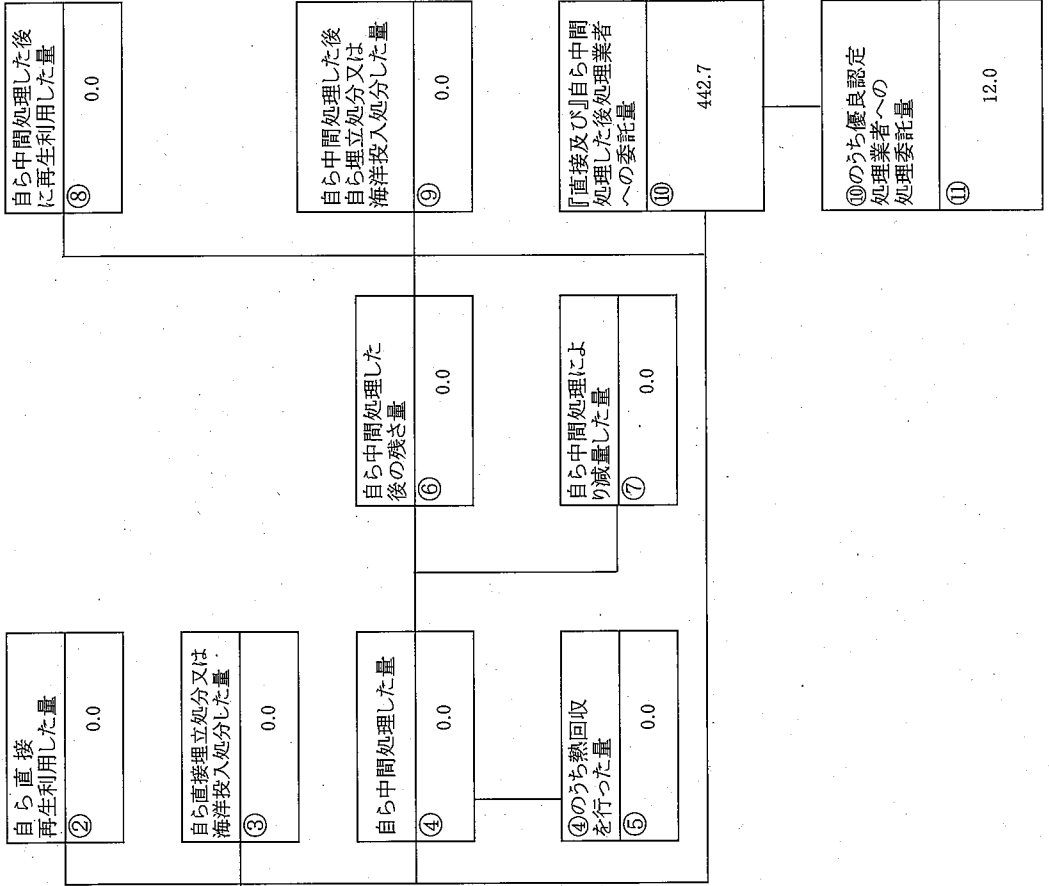 自ら直接
再生利用した量
②
0.0
自ら直接埋立処分又は
海洋投入処分した量
③
0.0
自ら中間処理した量
④
0.0
④のうち熱回収
を行った量
⑤
0.0
自ら中間処理した
後の残さ量
⑥
0.0
自ら中間処理によ
り減量した量
⑦
0.0
自ら中間処理した後
に再生利用した量
⑧
0.0
自ら中間処理した後
自ら埋立処分又は
海洋投入処分した量
⑨
0.0
『直接及び』自ら中間
処理した後処理業者
への委託量
⑩
442.7
⑩のうち優良認定
処理業者への
処理委託量
⑪
12.0